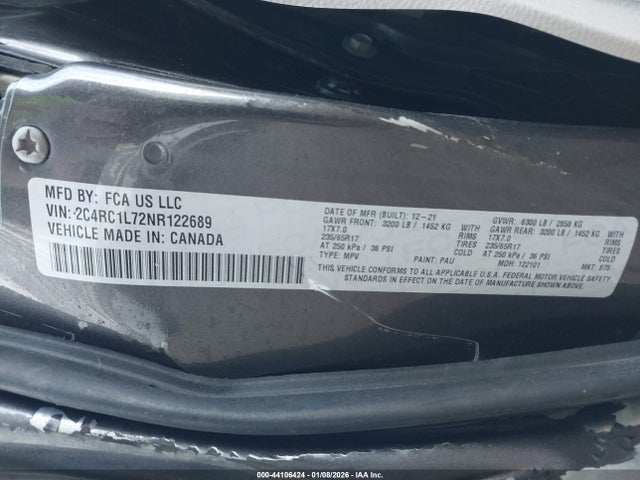 MFD BY: FCA US LLC
VIN: 2C4RC1L72NR122689
VEHICLE MADE IN: CANADA
DATE OF MFR (BUILT): 12-21 GVWR: 6300 LB / 2858 KG
GAWR FRONT: 3200 LB / 1452 KG WITH GAWR REAR: 3200 LB / 1452 KG WITH
17X7.0 RIMS 17X7.0 RIMS
235/65R17 TIRES 235/65R17 TIRES
AT 250 kPa / 36 PSI COLD AT 250 kPa / 36 PSI COLD
TYPE: MPV PAINT: PAU MDH: 122101 MKT: 875
THIS VEHICLE CONFORMS TO ALL APPLICABLE U.S.A. FEDERAL MOTOR VEHICLE SAFETY
STANDARDS IN EFFECT ON THE DATE OF MANUFACTURE SHOWN ABOVE.
000-44106424 | 01/08/2026 - IAA Inc.